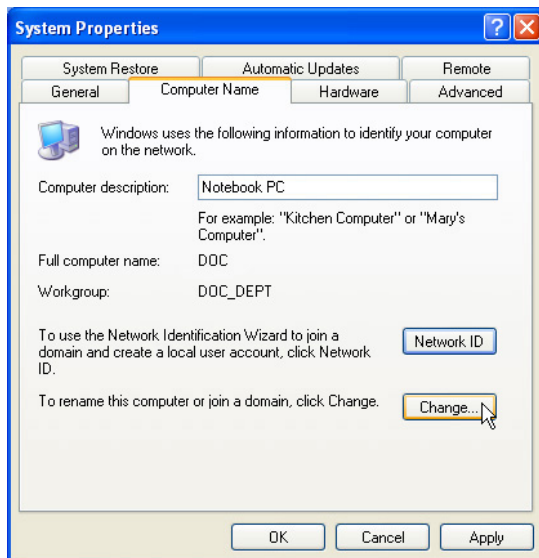 System Properties
System Restore Automatic Updates Remote
General Computer Name Hardware Advanced
Windows uses the following information to identify your computer
on the network.
Computer description: Notebook PC
For example: "Kitchen Computer" or "Mary's
Computer".
Full computer name: DOC
Workgroup: DOC_DEPT
To use the Network Identification Wizard to join a
domain and create a local user account, click Network
ID.
Network ID
To rename this computer or join a domain, click Change.
Change...
OK Cancel Apply